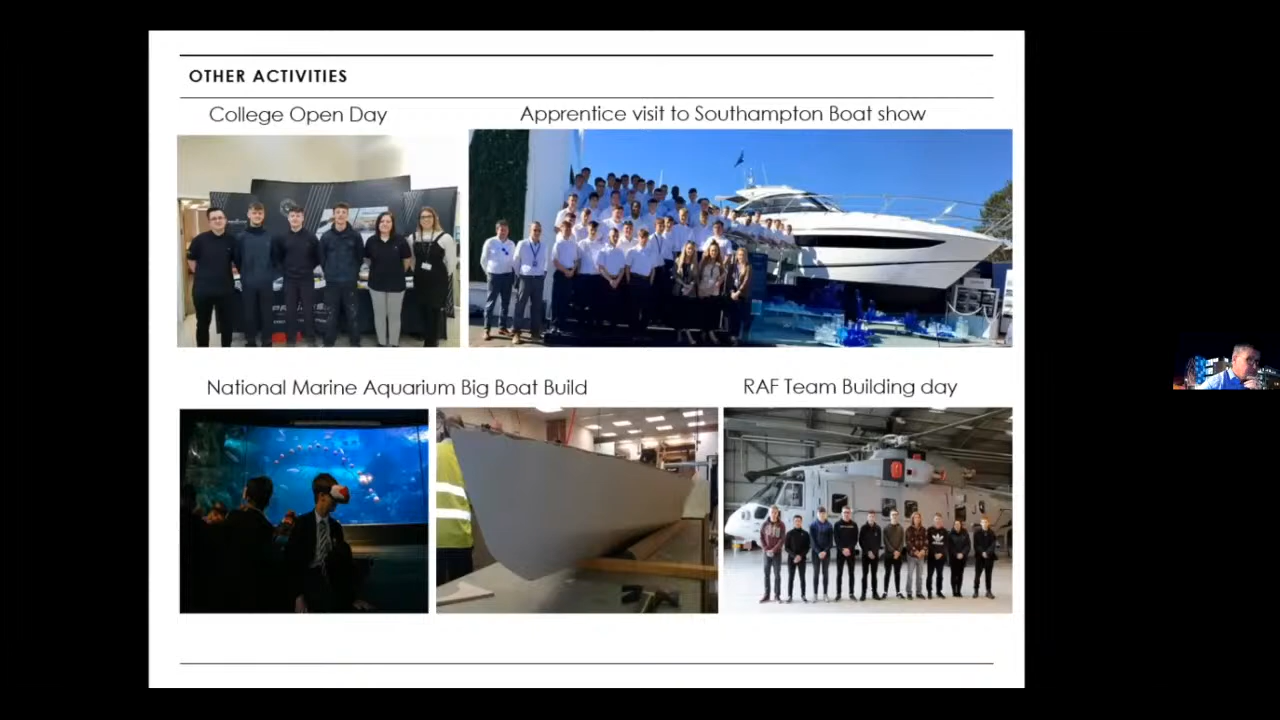 OTHER ACTIVITIES
College Open Day
Apprentice visit to Southampton Boat show
National Marine Aquarium Big Boat Build
RAF Team Building day